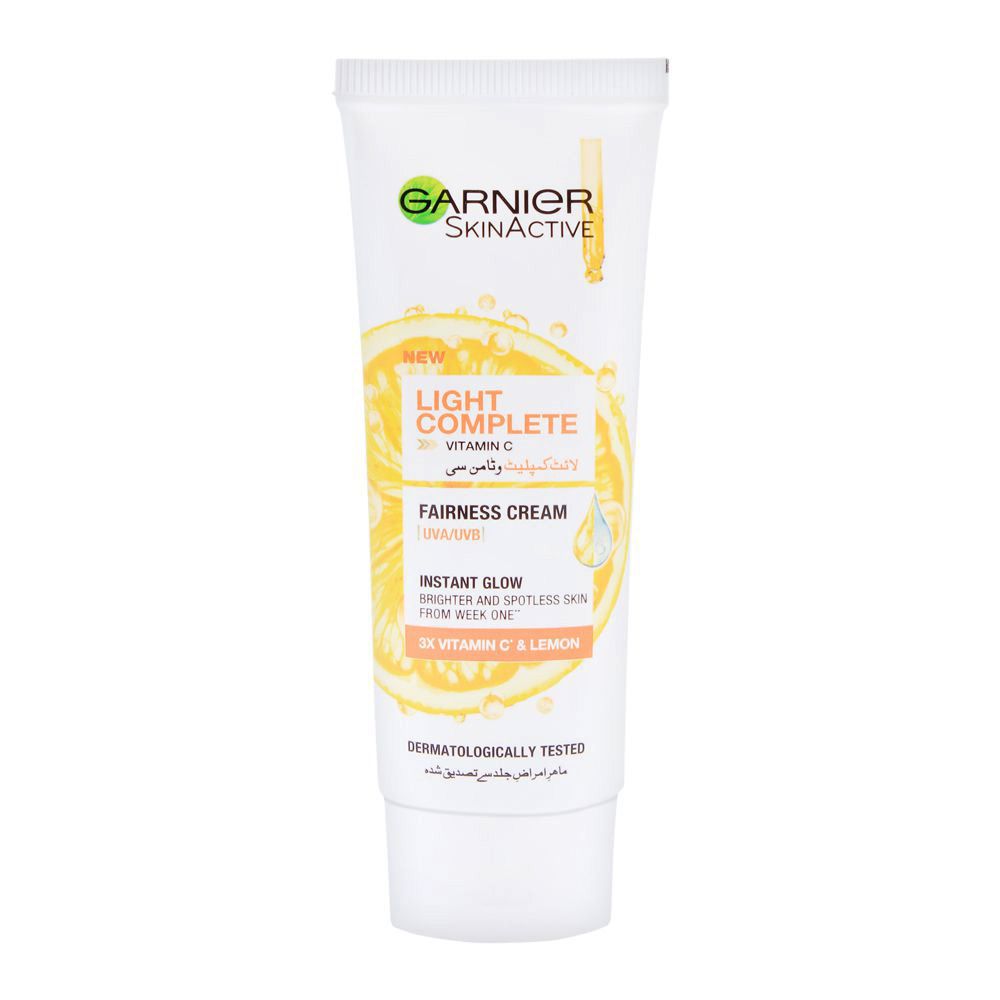 GARNIER
SKINACTIVE
NEW
LIGHT
COMPLETE
VITAMIN C
لائٹ کمپلیٹ وٹامن سی
FAIRNESS CREAM
[UVA/UVB]
INSTANT GLOW
BRIGHTER AND SPOTLESS SKIN
FROM WEEK ONE**
3X VITAMIN C* & LEMON
DERMATOLOGICALLY TESTED
ماہرِ امراضِ جلد سے تصدیق شدہ